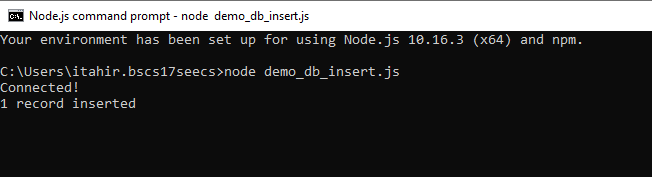 Node.js command prompt - node  demo_db_insert.js
Your environment has been set up for using Node.js 10.16.3 (x64) and npm.
C:\Users\itahir.bscs17seecs>node demo_db_insert.js
Connected!
1 record inserted